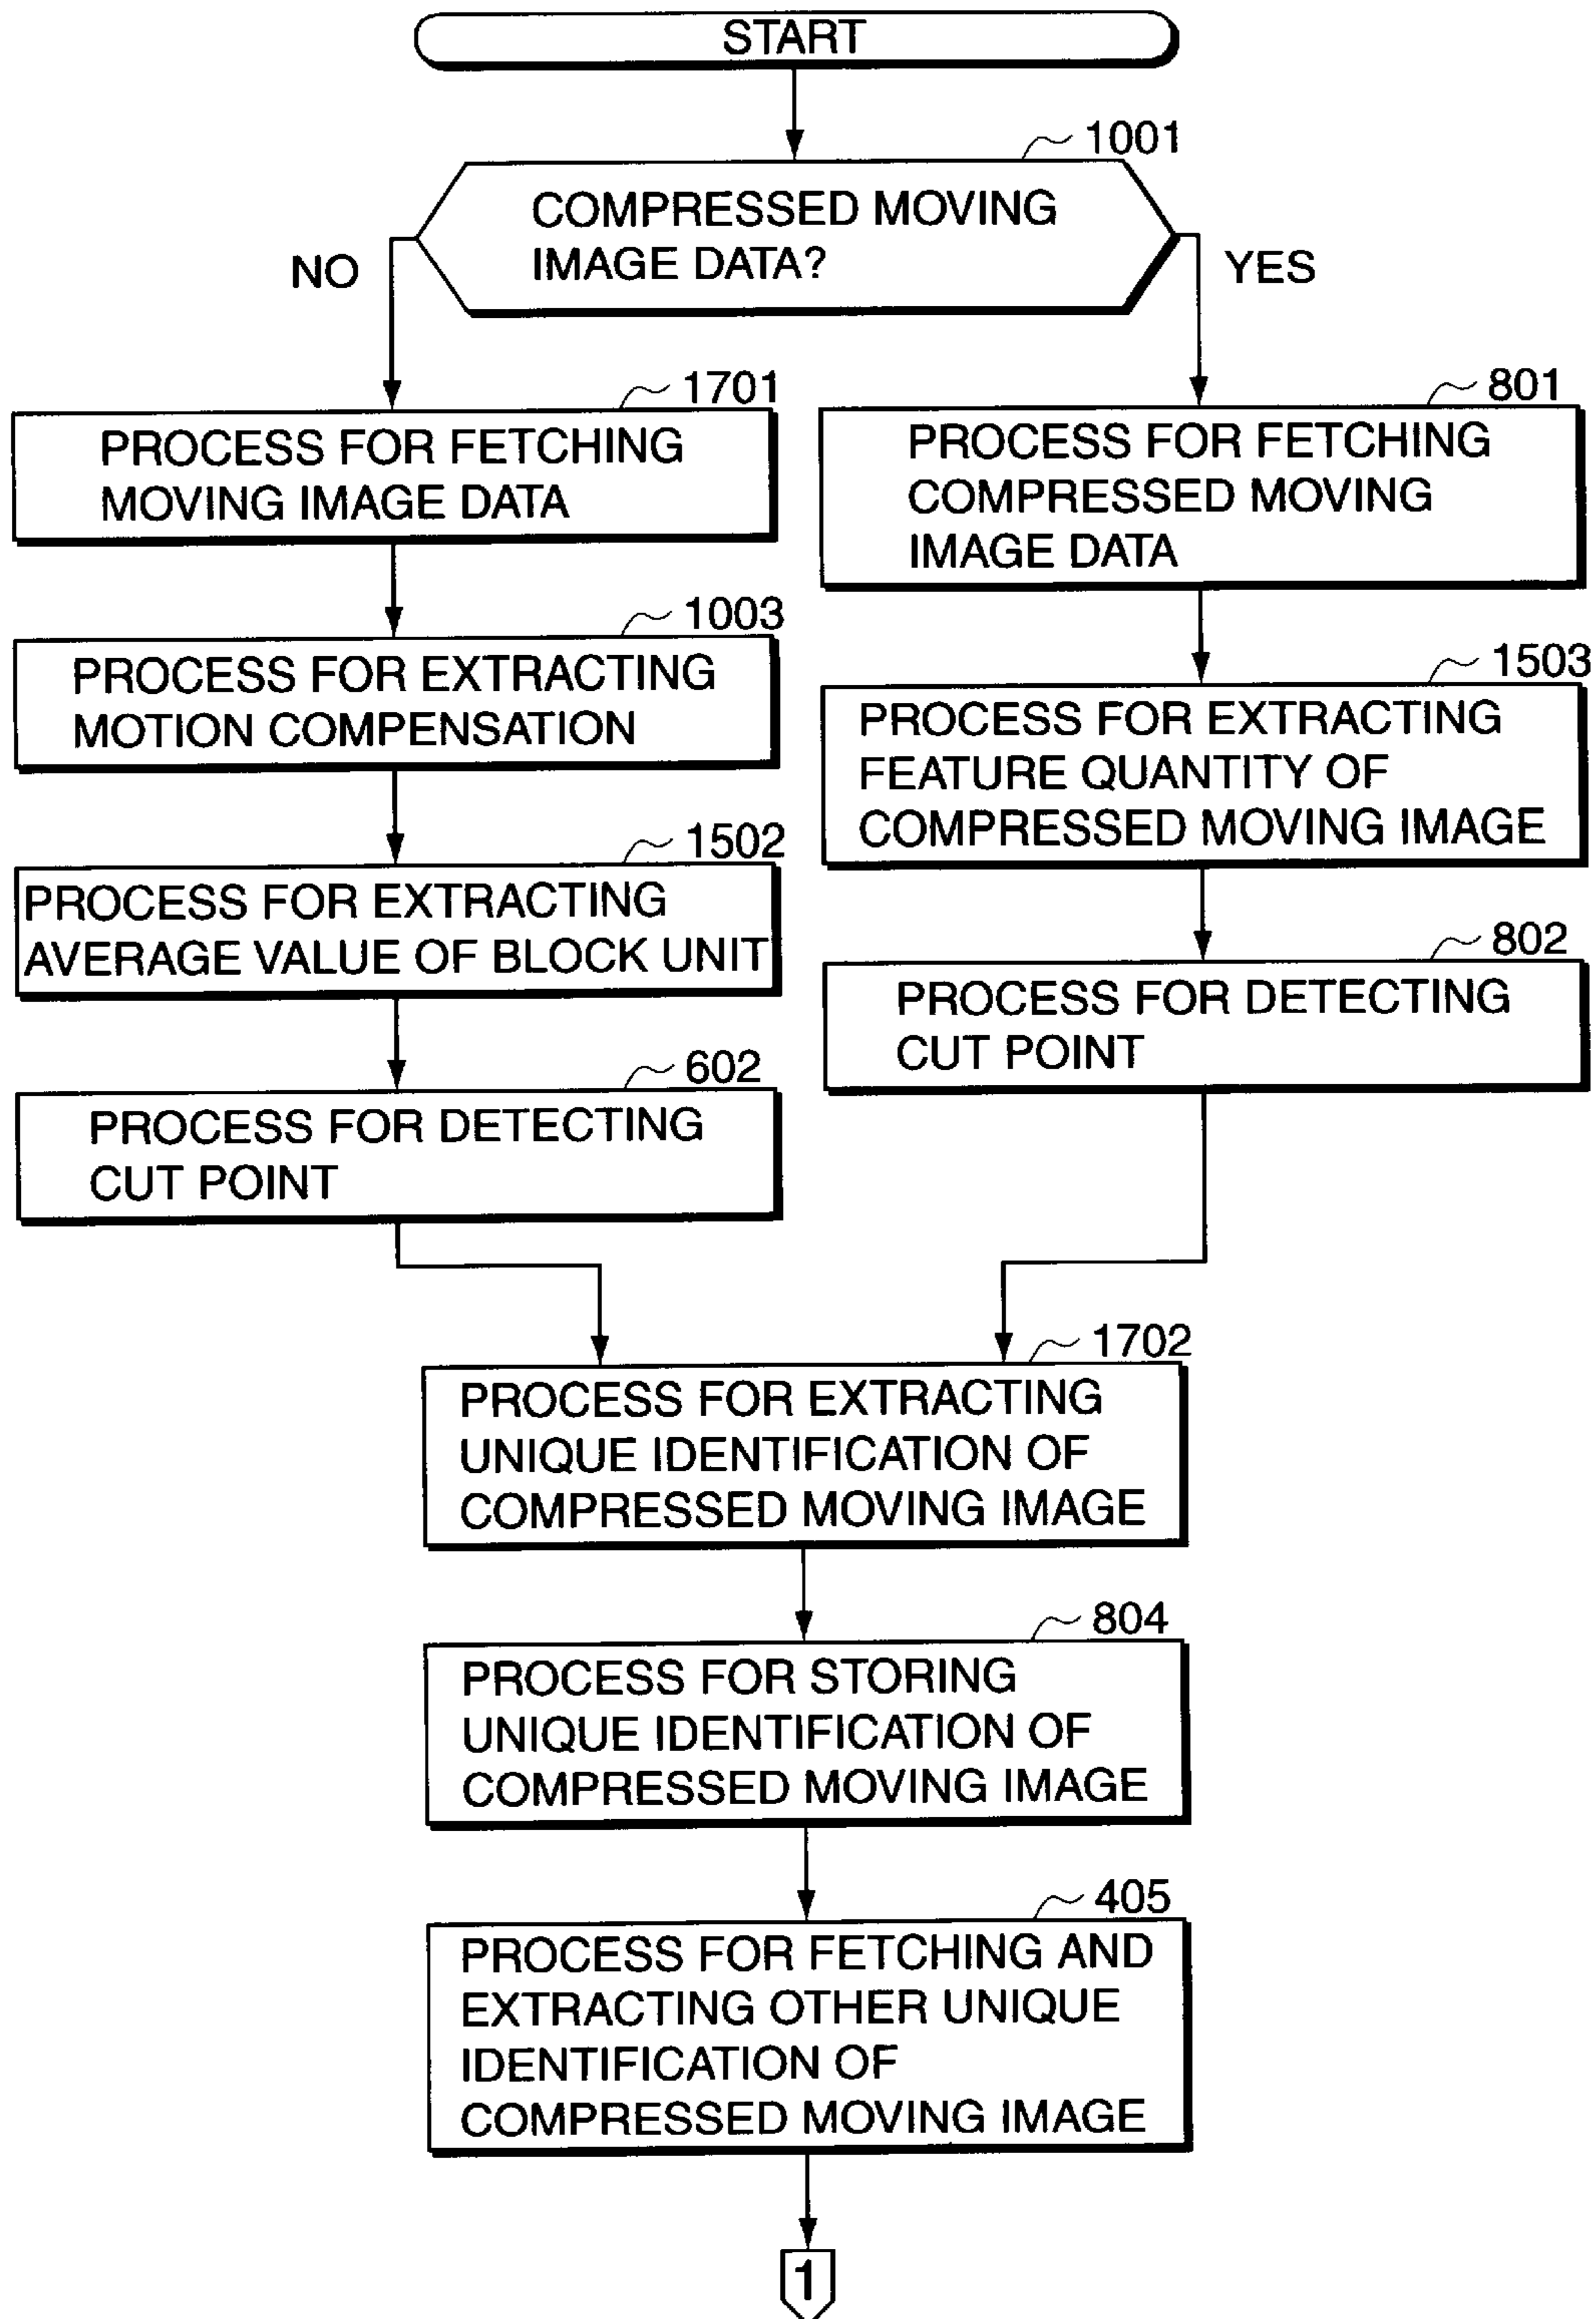 START
1001
COMPRESSED MOVING
IMAGE DATA?
NO
YES
1701
PROCESS FOR FETCHING
MOVING IMAGE DATA
1003
PROCESS FOR EXTRACTING
MOTION COMPENSATION
1502
PROCESS FOR EXTRACTING
AVERAGE VALUE OF BLOCK UNIT
602
PROCESS FOR DETECTING
CUT POINT
801
PROCESS FOR FETCHING
COMPRESSED MOVING
IMAGE DATA
1503
PROCESS FOR EXTRACTING
FEATURE QUANTITY OF
COMPRESSED MOVING IMAGE
802
PROCESS FOR DETECTING
CUT POINT
1702
PROCESS FOR EXTRACTING
UNIQUE IDENTIFICATION OF
COMPRESSED MOVING IMAGE
804
PROCESS FOR STORING
UNIQUE IDENTIFICATION OF
COMPRESSED MOVING IMAGE
405
PROCESS FOR FETCHING AND
EXTRACTING OTHER UNIQUE
IDENTIFICATION OF
COMPRESSED MOVING IMAGE
1